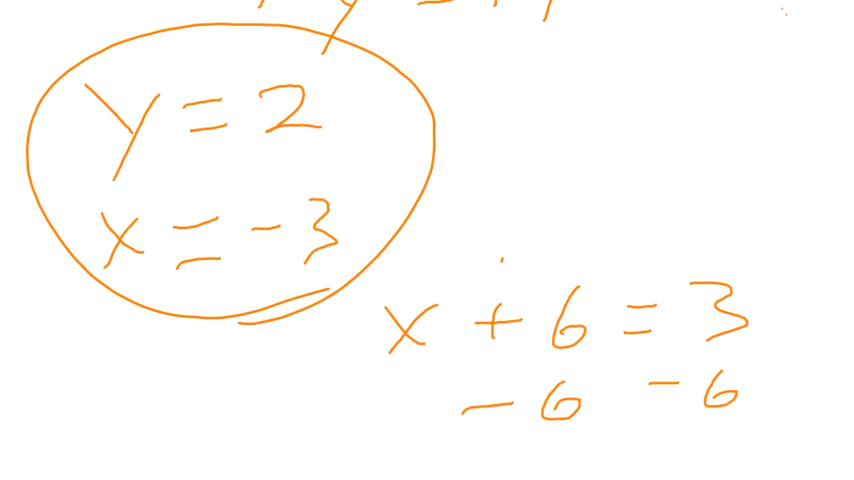 y = 2
x = -3
x + 6 = 3
- 6 - 6